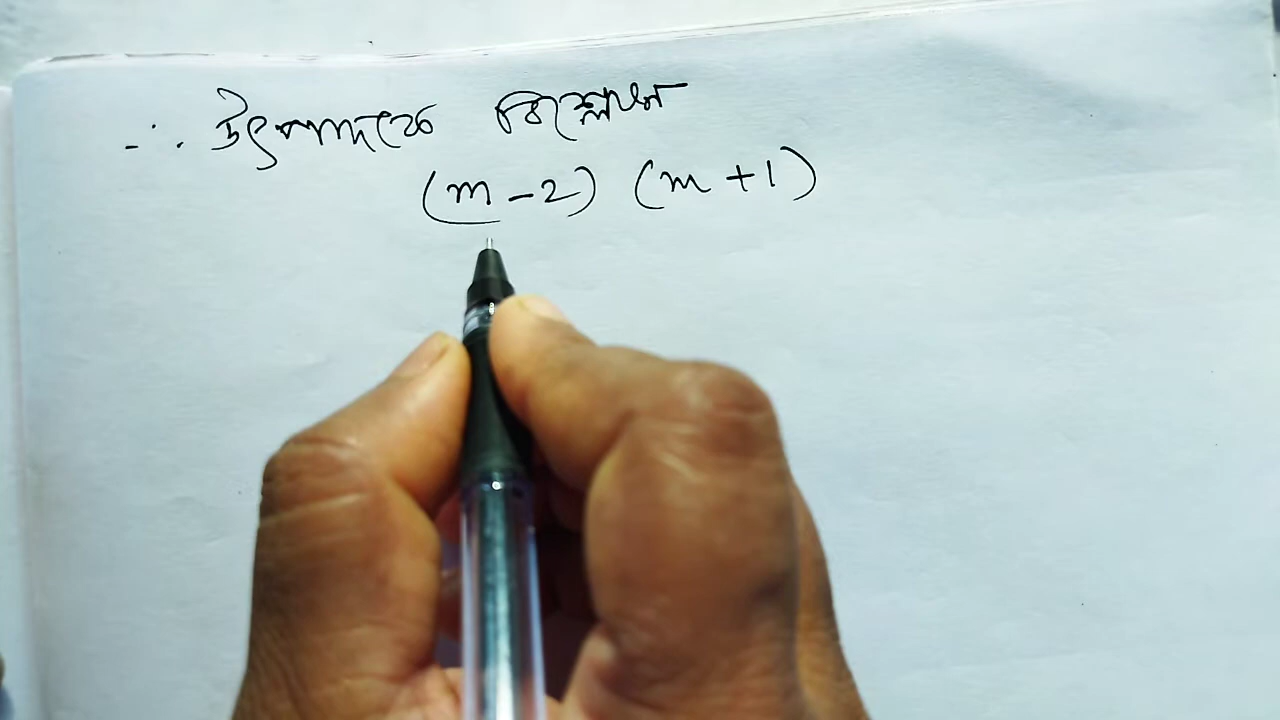 ∴ উৎপাদকে বিশ্লেষণ
(m - 2) (m + 1)